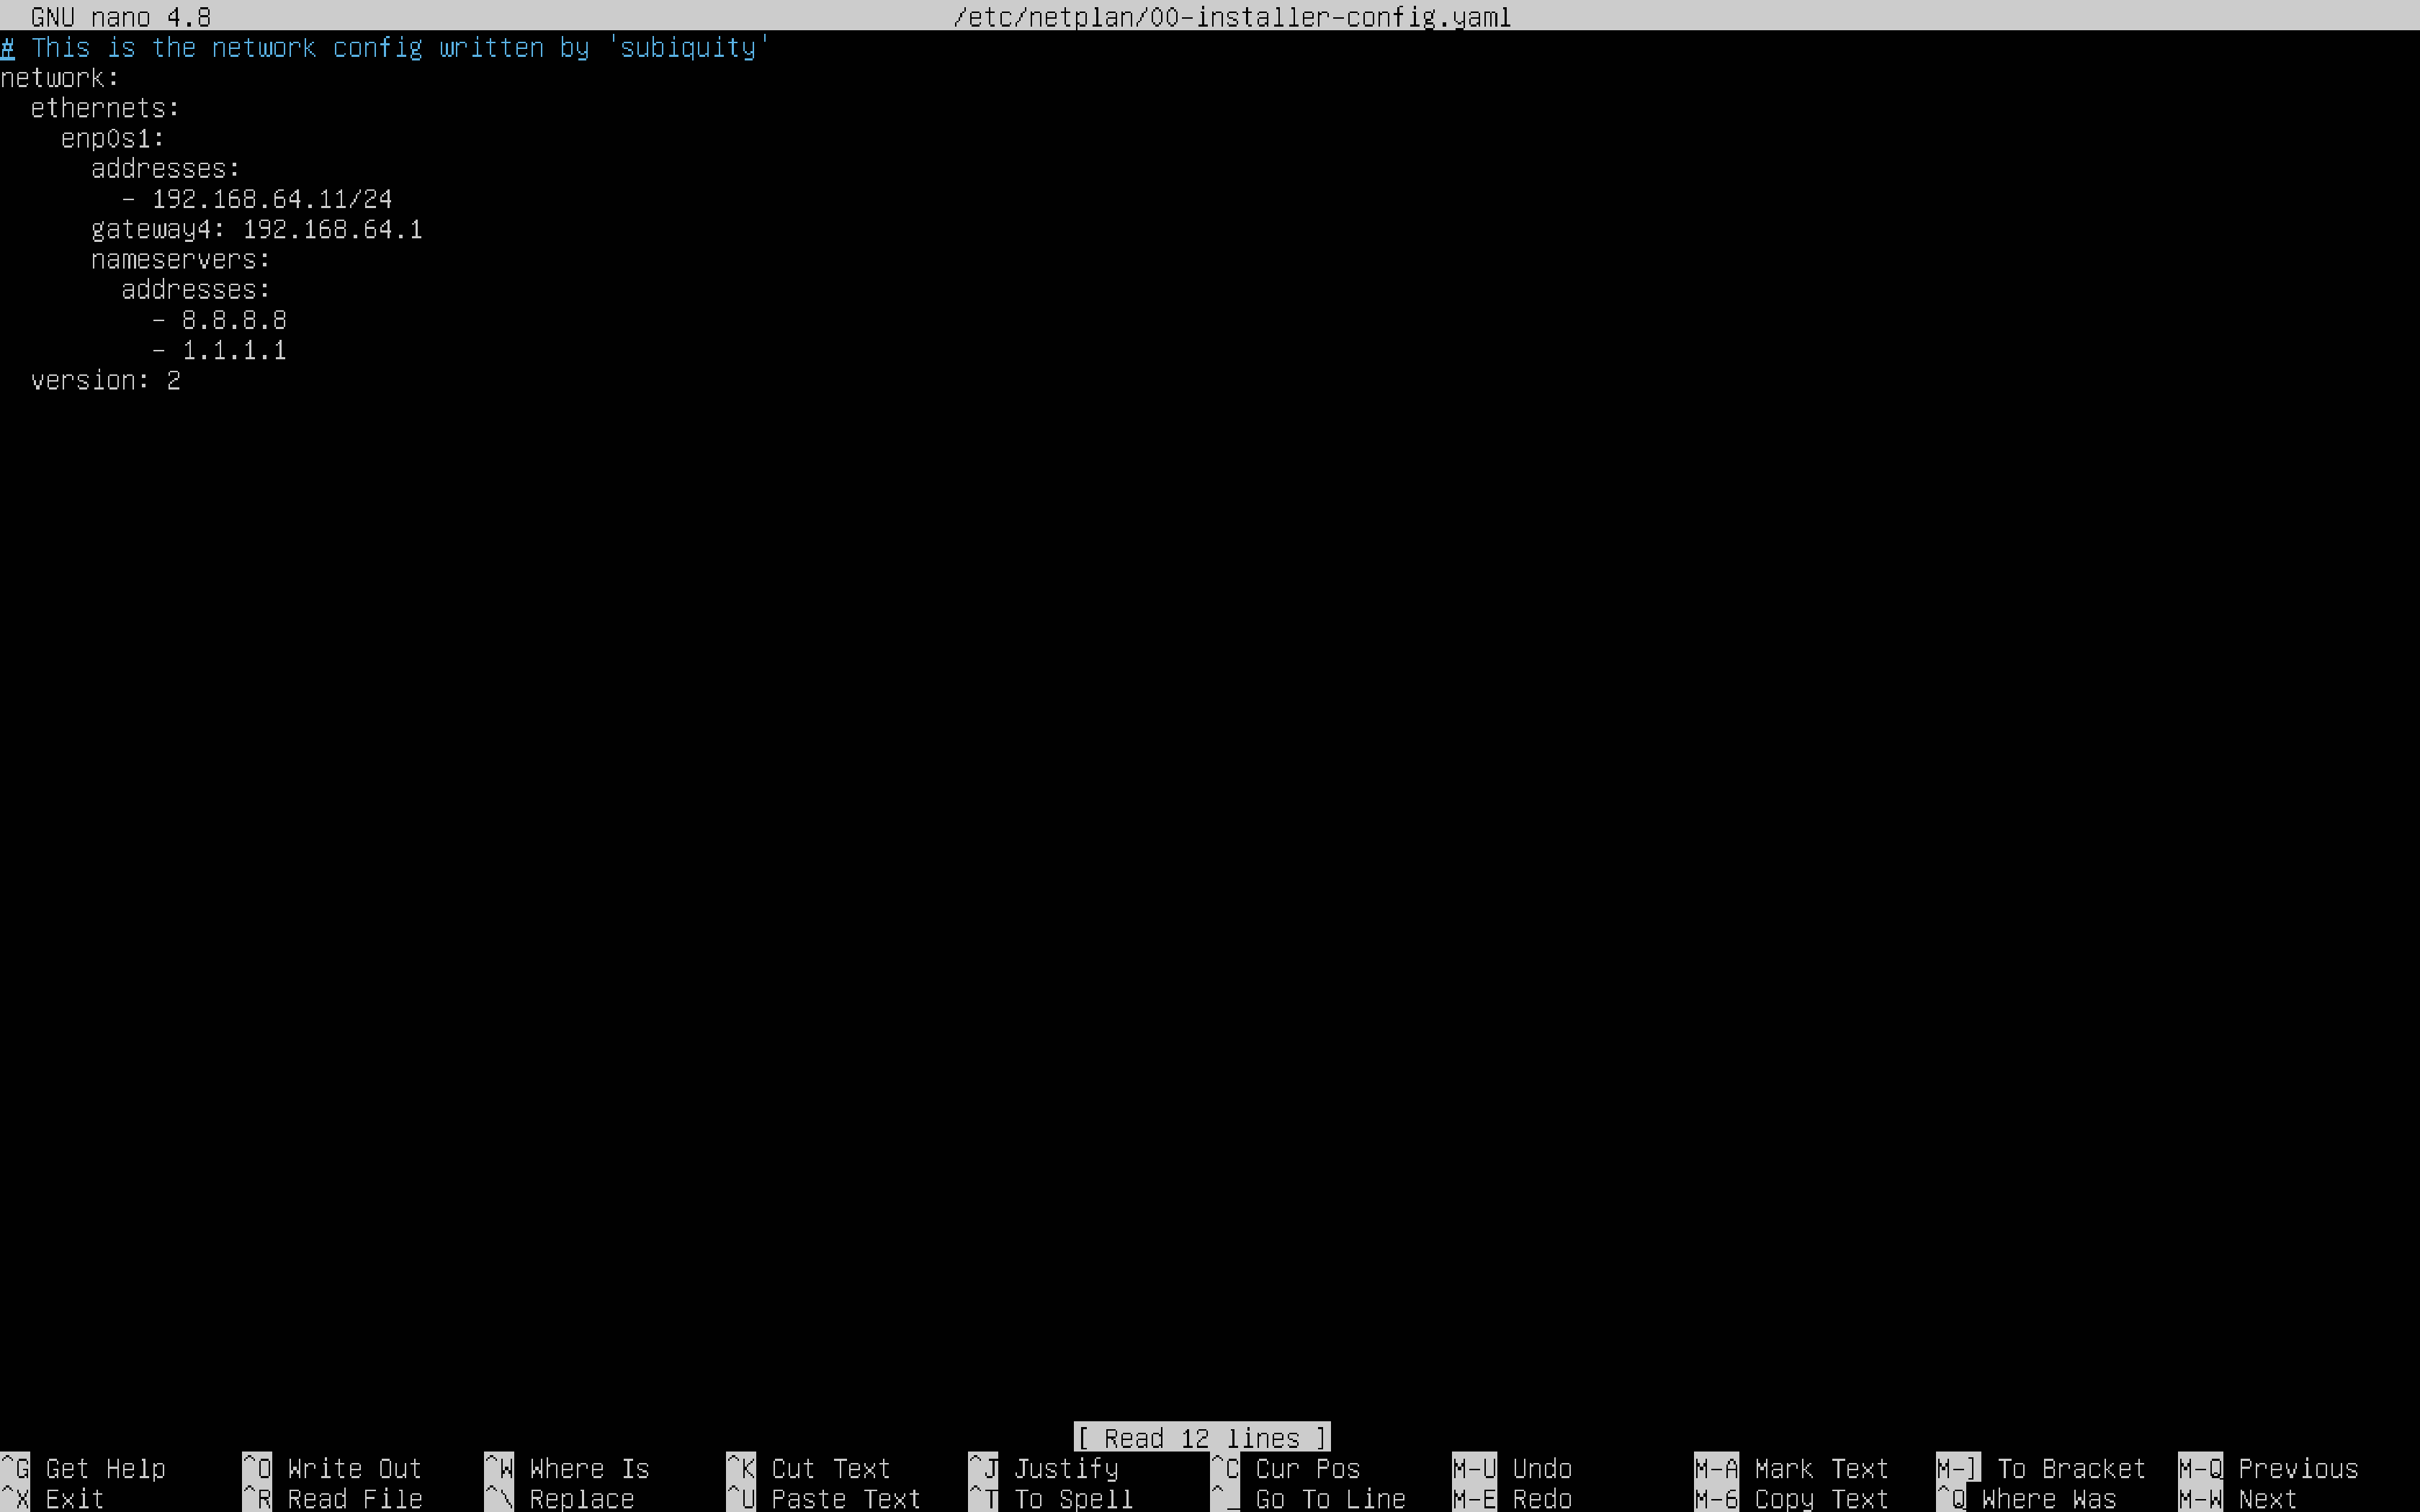 GNU nano 4.8 /etc/netplan/00-installer-config.yaml
# This is the network config written by 'subiquity'
network:
  ethernets:
    enp0s1:
      addresses:
        - 192.168.64.11/24
      gateway4: 192.168.64.1
      nameservers:
        addresses:
          - 8.8.8.8
          - 1.1.1.1
  version: 2
[ Read 12 lines ]
^G Get Help ^O Write Out ^W Where Is ^K Cut Text ^J Justify ^C Cur Pos M-U Undo M-A Mark Text M-] To Bracket M-Q Previous
^X Exit ^R Read File ^\ Replace ^U Paste Text ^T To Spell ^_ Go To Line M-E Redo M-6 Copy Text ^Q Where Was M-W Next